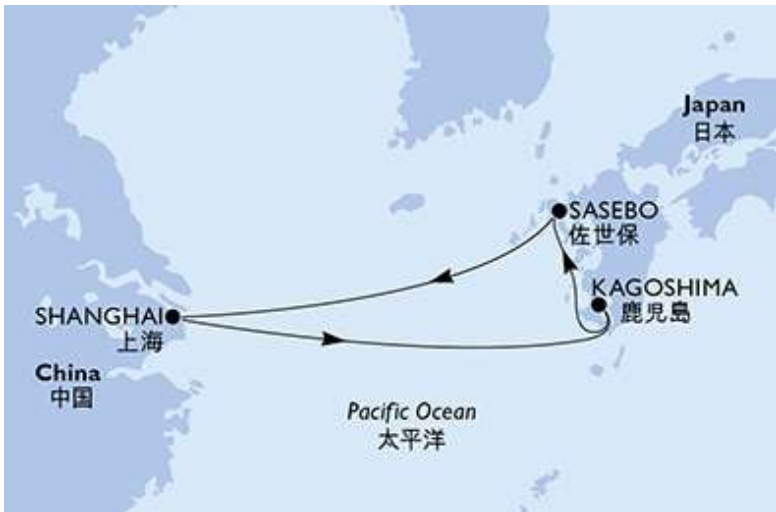 Japan
日本
SASEBO
佐世保
KAGOSHIMA
鹿児島
SHANGHAI
上海
China
中国
Pacific Ocean
太平洋